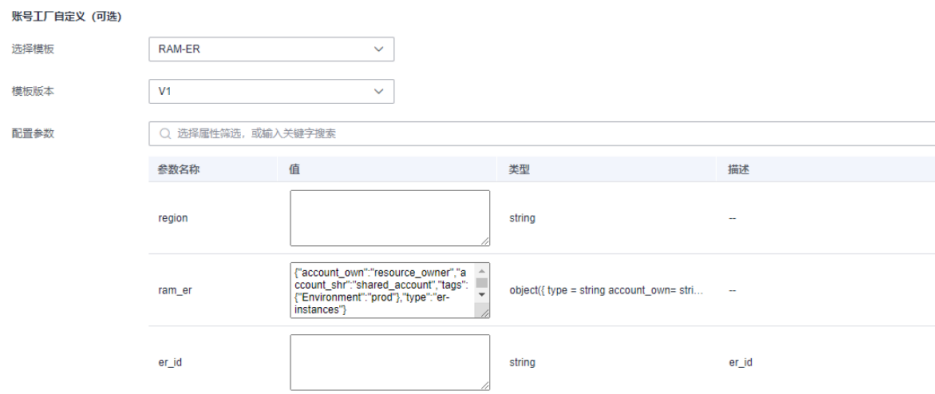 账号工厂自定义（可选）
选择模板 RAM-ER
模板版本 V1
配置参数 选择属性筛选，或输入关键字搜索
参数名称 值 类型 描述
region string --
{"account_own":"resource_owner","a
ccount_shr":"shared_account","tags":
ram_er object({ type = string account_own= stri... --
{"Environment":"prod"},"type":"er-
instances"}
er_id string er_id